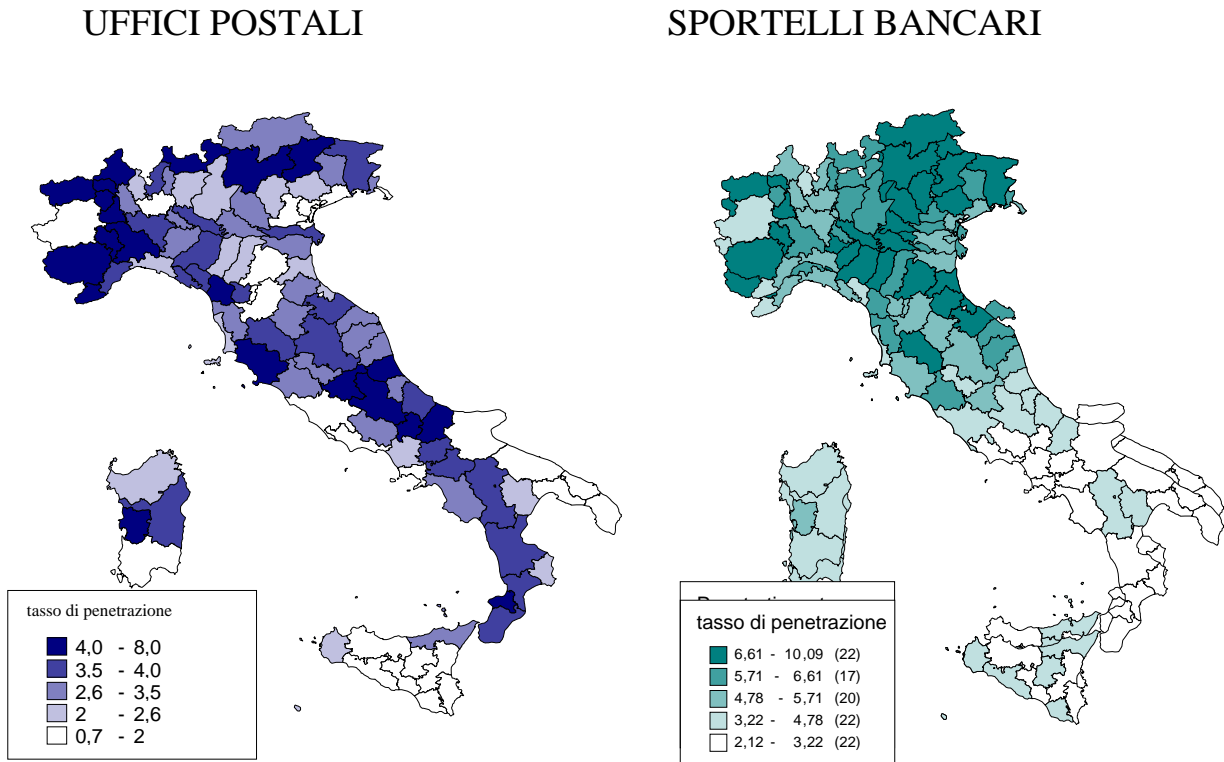 UFFICI POSTALI
SPORTELLI BANCARI
tasso di penetrazione
4,0 - 8,0
3,5 - 4.0
2,6 - 3,5
2 - 2,6
0,7 - 2
tasso di penetrazione
6,61 - 10,09 (22)
5,71 - 6,61 (17)
4,78 - 5,71 (20)
3,22 - 4,78 (22)
2,12 - 3,22 (22)